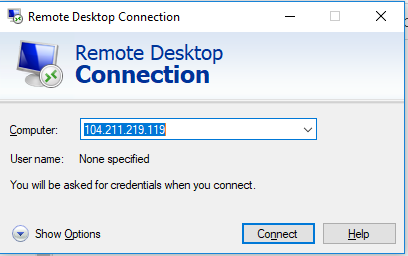 Remote Desktop Connection
Remote Desktop
Connection
Computer: 104.211.219.119
User name: None specified
You will be asked for credentials when you connect.
Show Options Connect Help